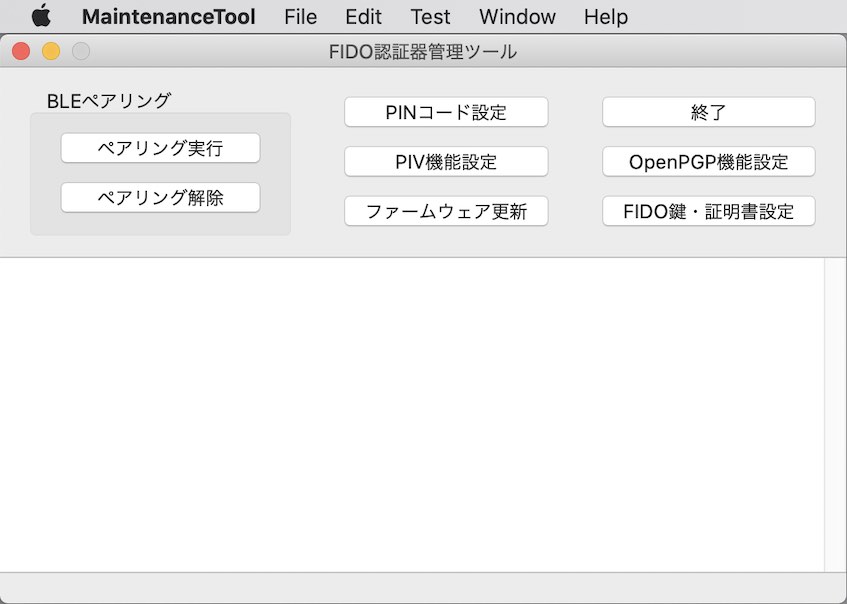 MaintenanceTool File Edit Test Window Help
FIDO認証器管理ツール
BLEペアリング
ペアリング実行
ペアリング解除
PINコード設定
PIV機能設定
ファームウェア更新
終了
OpenPGP機能設定
FIDO鍵・証明書設定